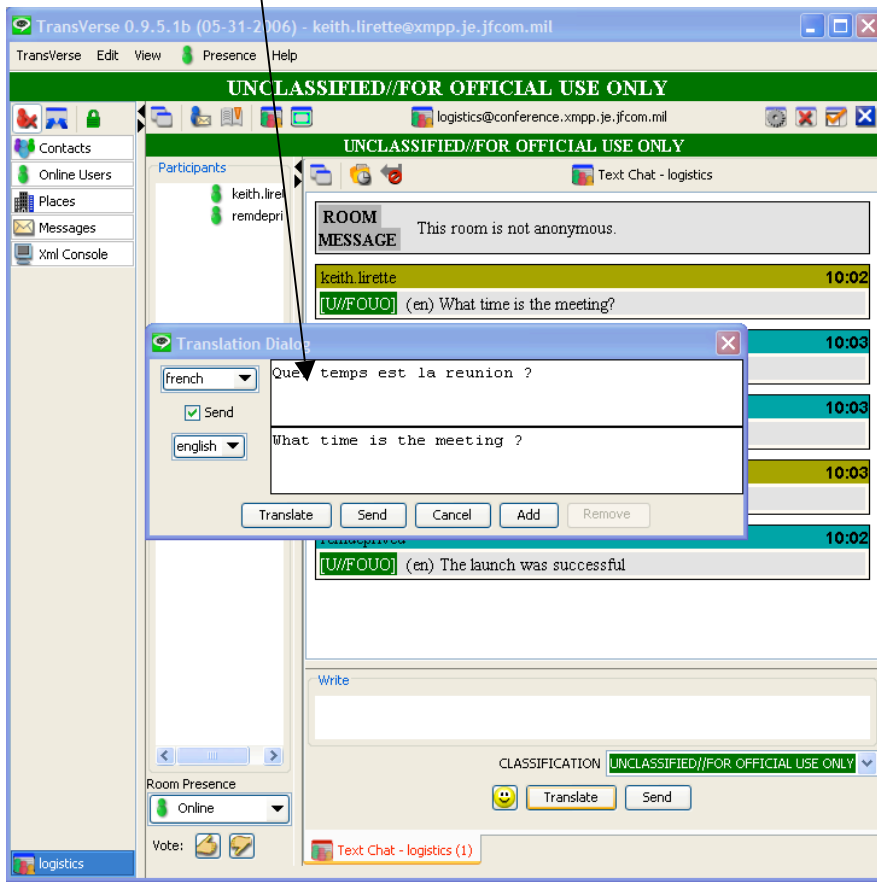 TransVerse 0.9.5.1b (05-31-2006) - keith.lirette@xmpp.je.jfcom.mil
TransVerse Edit View Presence Help
UNCLASSIFIED//FOR OFFICIAL USE ONLY
logistics@conference.xmpp.je.jfcom.mil
Contacts
Online Users
Places
Messages
Xml Console
UNCLASSIFIED//FOR OFFICIAL USE ONLY
Participants
keith.liret
remdepri
Text Chat - logistics
ROOM MESSAGE
This room is not anonymous.
keith.lirette 10:02
[U//FOUO] (en) What time is the meeting?
10:03
10:03
10:03
Translation Dialog
french
Send
english
temps est la reunion ?
What time is the meeting ?
Translate Send Cancel Add Remove
10:02
[U//FOUO] (en) The launch was successful
Write
CLASSIFICATION UNCLASSIFIED//FOR OFFICIAL USE ONLY
Translate Send
Room Presence
Online
Vote:
Text Chat - logistics (1)
logistics